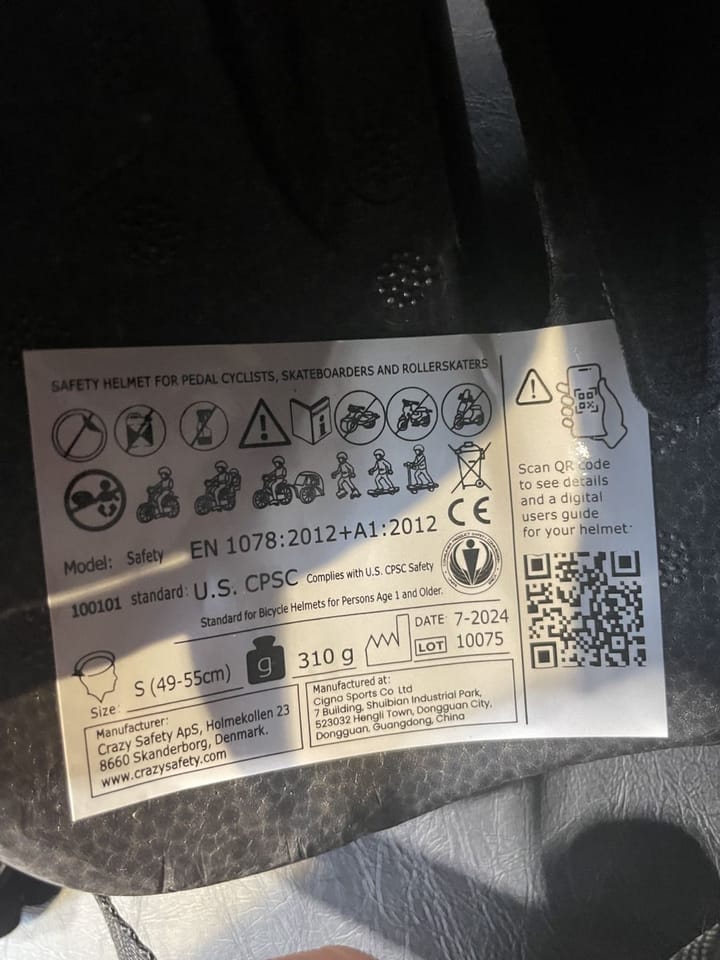 SAFETY HELMET FOR PEDAL CYCLISTS, SKATEBOARDERS AND ROLLERSKATERS
Model: Safety EN 1078:2012+A1:2012 CE
100101 standard: U.S. CPSC Complies with U.S. CPSC Safety
Standard for Bicycle Helmets for Persons Age 1 and Older.
Size: S (49-55cm) g 310 g
DATE 7-2024
LOT 10075
Manufacturer:
Crazy Safety ApS, Holmekollen 23
8660 Skanderborg, Denmark.
www.crazysafety.com
Manufactured at:
Cigna Sports Co Ltd
7 Building, Shuibian Industrial Park,
523032 Hengli Town, Dongguan City,
Dongguan, Guangdong, China
Scan QR code
to see details
and a digital
users guide
for your helmet: